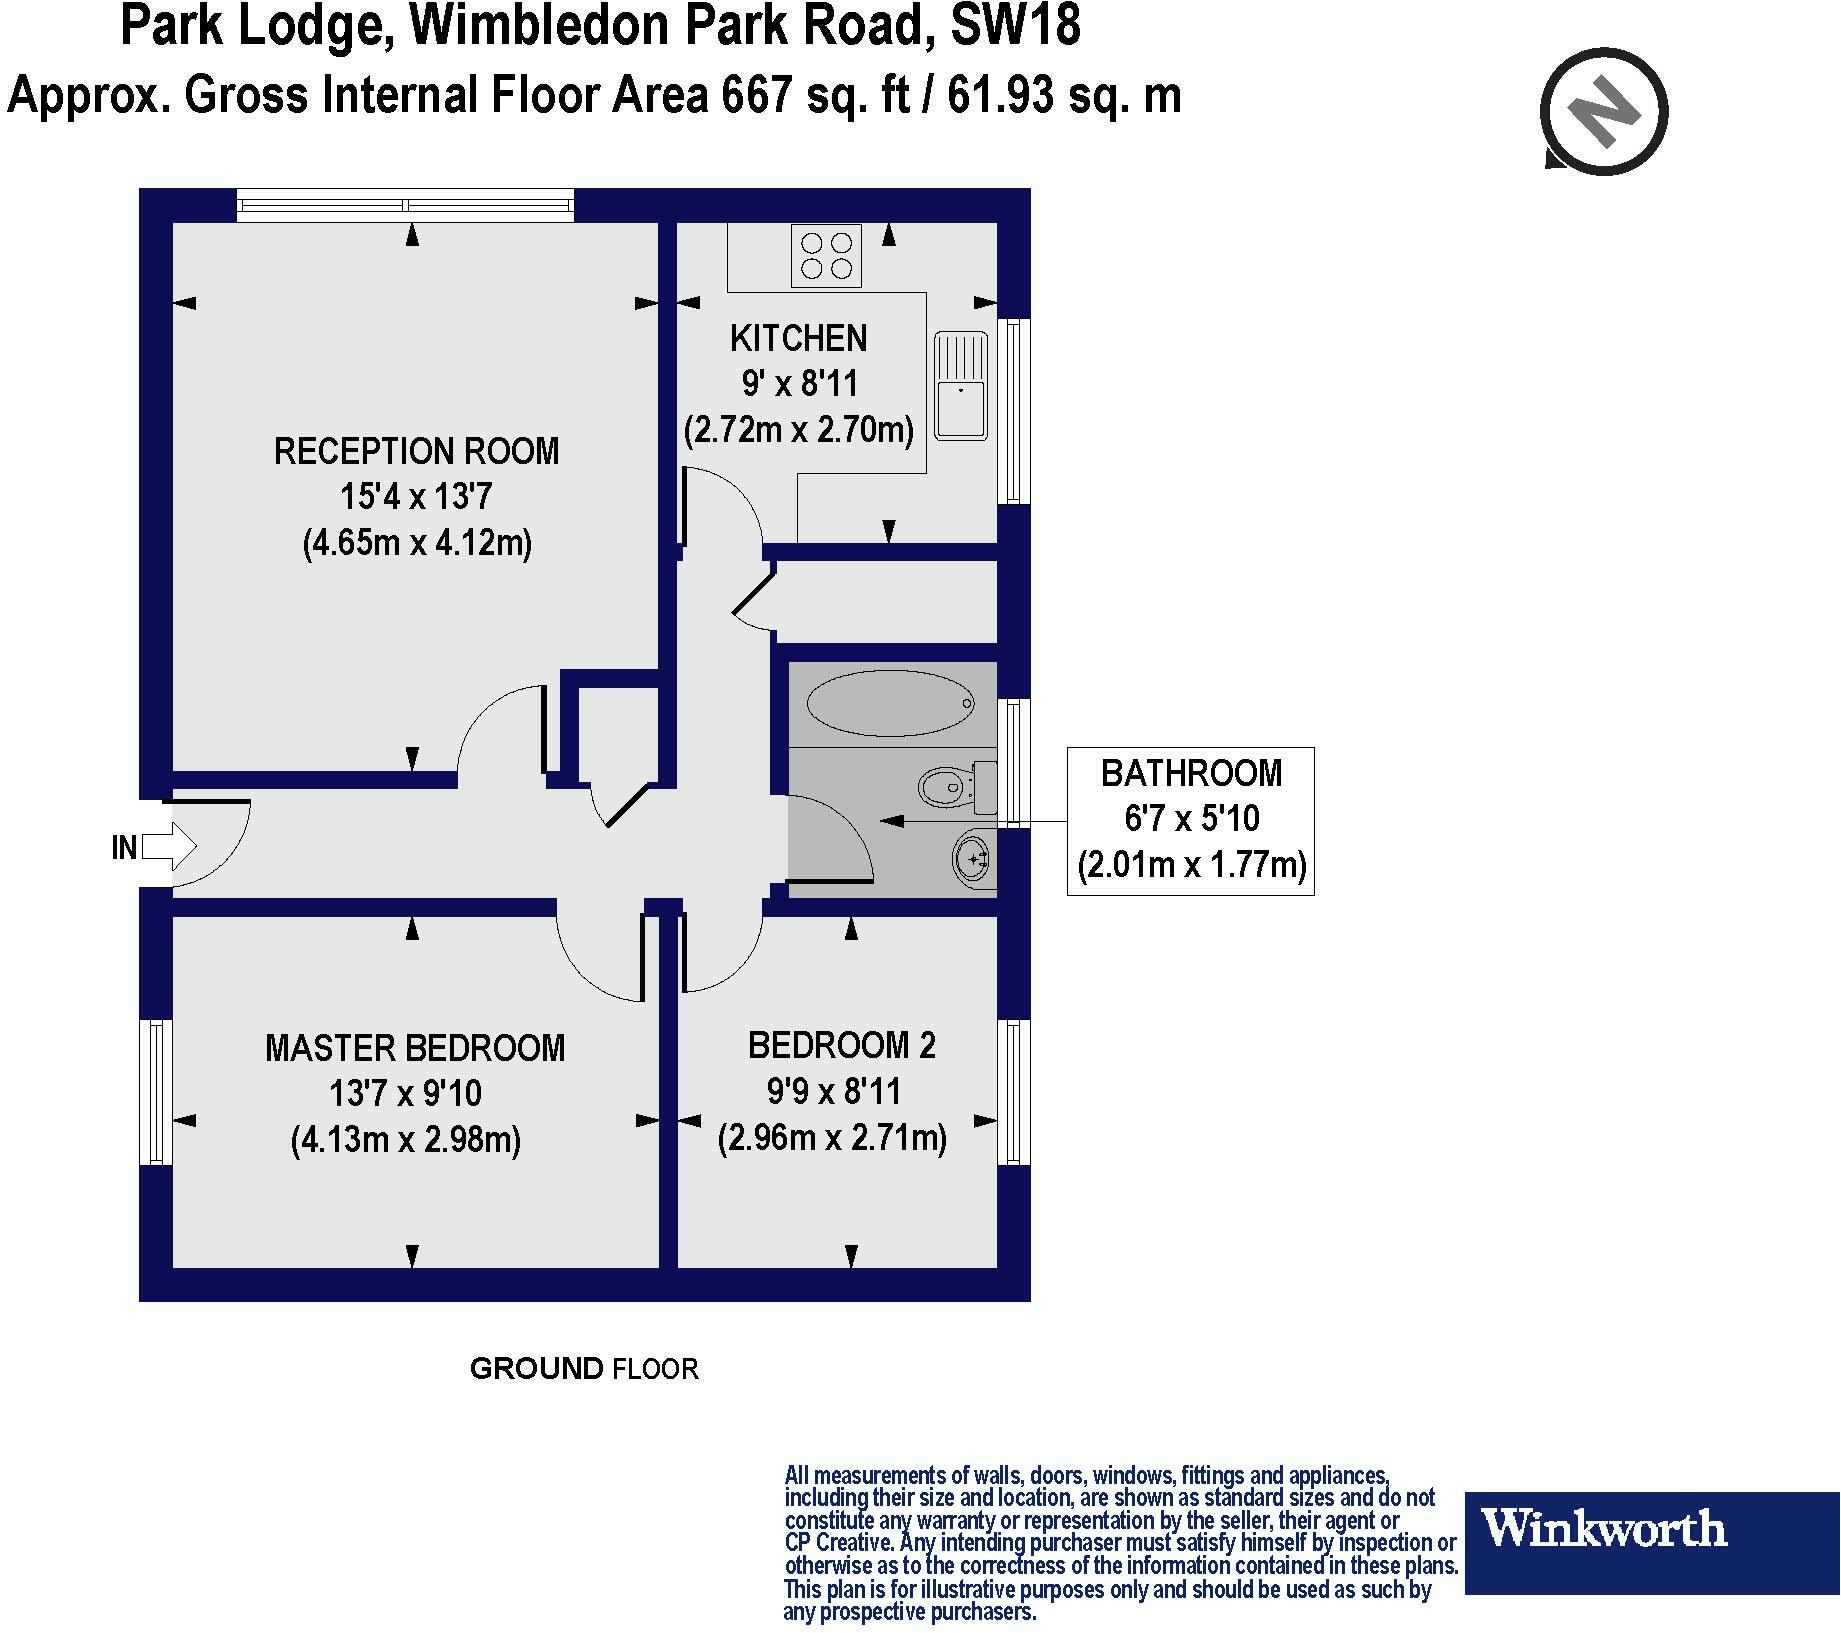 Park Lodge, Wimbledon Park Road, SW18
Approx. Gross Internal Floor Area 667 sq. ft / 61.93 sq. m
N
KITCHEN
9' x 8'11
(2.72m x 2.70m)
RECEPTION ROOM
15'4 x 13'7
(4.65m x 4.12m)
BATHROOM
6'7 x 5'10
(2.01m x 1.77m)
IN
MASTER BEDROOM
13'7 x 9'10
(4.13m x 2.98m)
BEDROOM 2
9'9 x 8'11
(2.96m x 2.71m)
GROUND FLOOR
All measurements of walls, doors, windows, fittings and appliances,
including their size and location, are shown as standard sizes and do not
constitute any warranty or representation by the seller, their agent or
CP Creative. Any intending purchaser must satisfy himself by inspection or
otherwise as to the correctness of the information contained in these plans.
This plan is for illustrative purposes only and should be used as such by
any prospective purchasers.
Winkworth